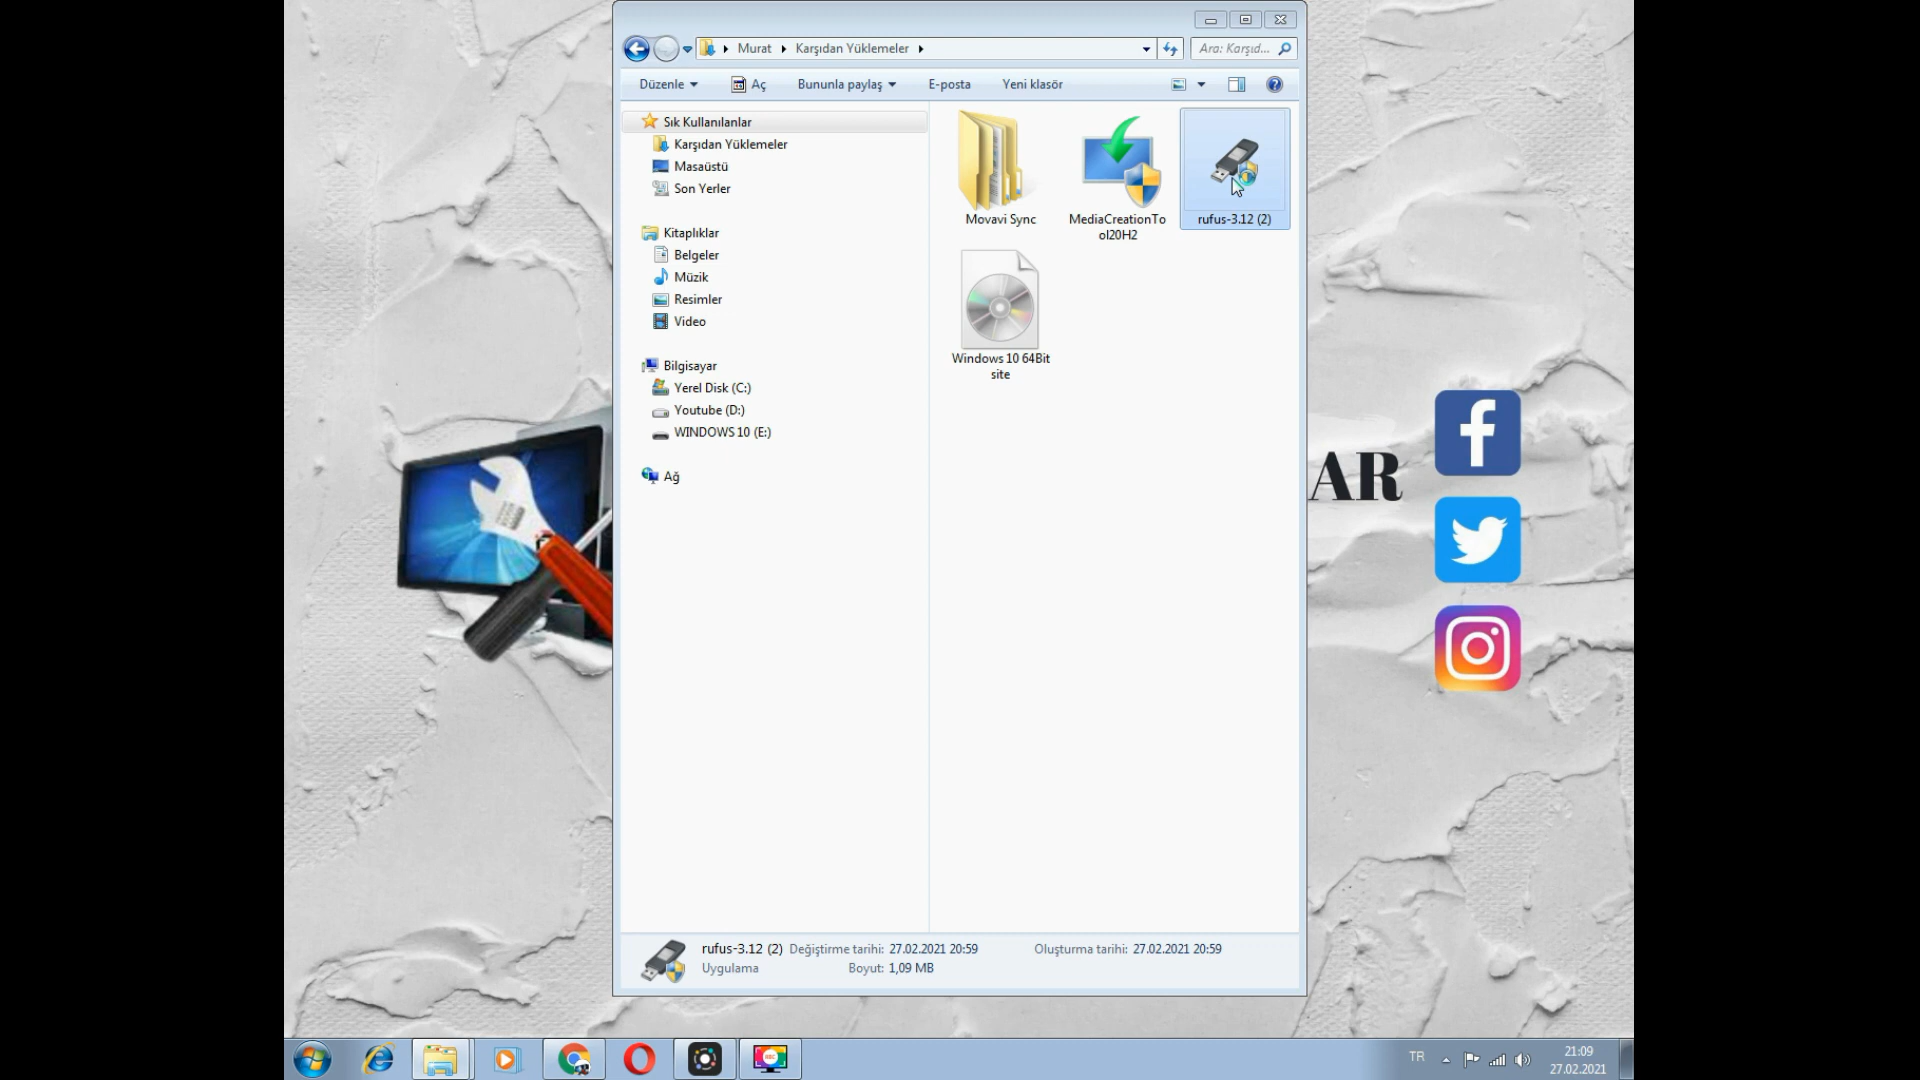 Murat Karşıdan Yüklemeler
Ara: Karşıd...
Düzenle Aç Bununla paylaş E-posta Yeni klasör
Sık Kullanılanlar
Karşıdan Yüklemeler
Masaüstü
Son Yerler
Kitaplıklar
Belgeler
Müzik
Resimler
Video
Bilgisayar
Yerel Disk (C:)
Youtube (D:)
WINDOWS 10 (E:)
Ağ
Movavi Sync
MediaCreationTo
ol20H2
rufus-3.12 (2)
Windows 10 64Bit
site
AR
rufus-3.12 (2) Değiştirme tarihi: 27.02.2021 20:59 Oluşturma tarihi: 27.02.2021 20:59
Uygulama Boyut: 1,09 MB
TR
21:09
27.02.2021